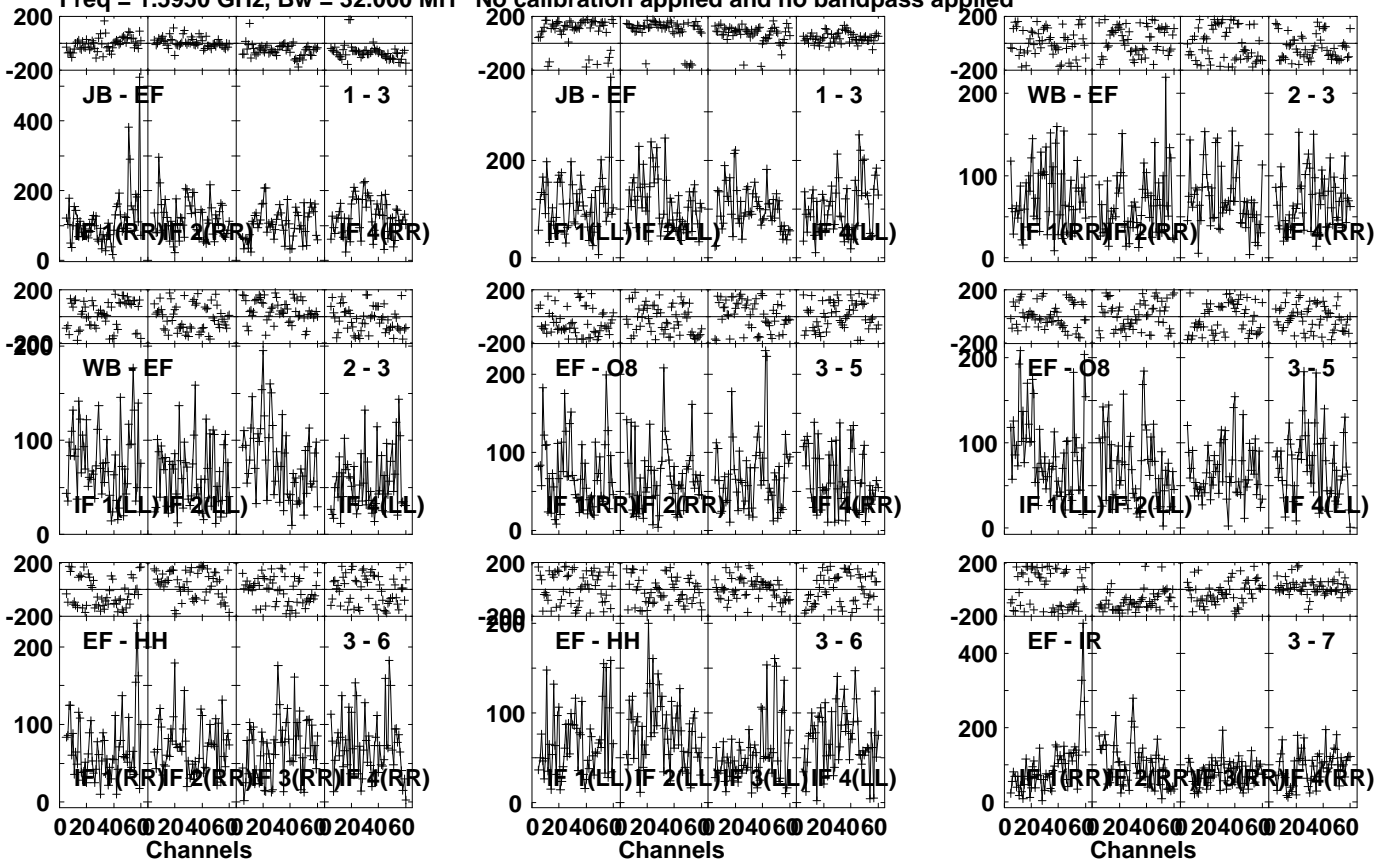 Freq = 1.5950 GHz, Bw = 32.000 MH No calibration applied and no bandpass applied
200
-200
JB - EF 1 - 3
400
200
0
IF 1(RR) IF 2(RR) IF 4(RR)
JB - EF 1 - 3
200
0
IF 1(LL) IF 2(LL) IF 4(LL)
200
-200
WB - EF 2 - 3
200
100
0
IF 1(RR) IF 2(RR) IF 4(RR)
200
-200
200
WB - EF 2 - 3
100
0
IF 1(LL) IF 2(LL) IF 4(LL)
200
-200
EF - O8 3 - 5
200
100
0
IF 1(RR) IF 2(RR) IF 4(RR)
200
-200
200
EF - O8 3 - 5
100
0
IF 1(LL) IF 2(LL) IF 4(LL)
200
-200
EF - HH 3 - 6
200
100
0
IF 1(RR) IF 2(RR) IF 3(RR) IF 4(RR)
0 20 40 60 0 20 40 60 0 20 40 60 0 20 40 60
Channels
200
-200
200
EF - HH 3 - 6
100
0
IF 1(LL) IF 2(LL) IF 3(LL) IF 4(LL)
0 20 40 60 0 20 40 60 0 20 40 60 0 20 40 60
Channels
200
-200
EF - IR 3 - 7
400
200
0
IF 1(RR) IF 2(RR) IF 3(RR) IF 4(RR)
0 20 40 60 0 20 40 60 0 20 40 60 0 20 40 60
Channels